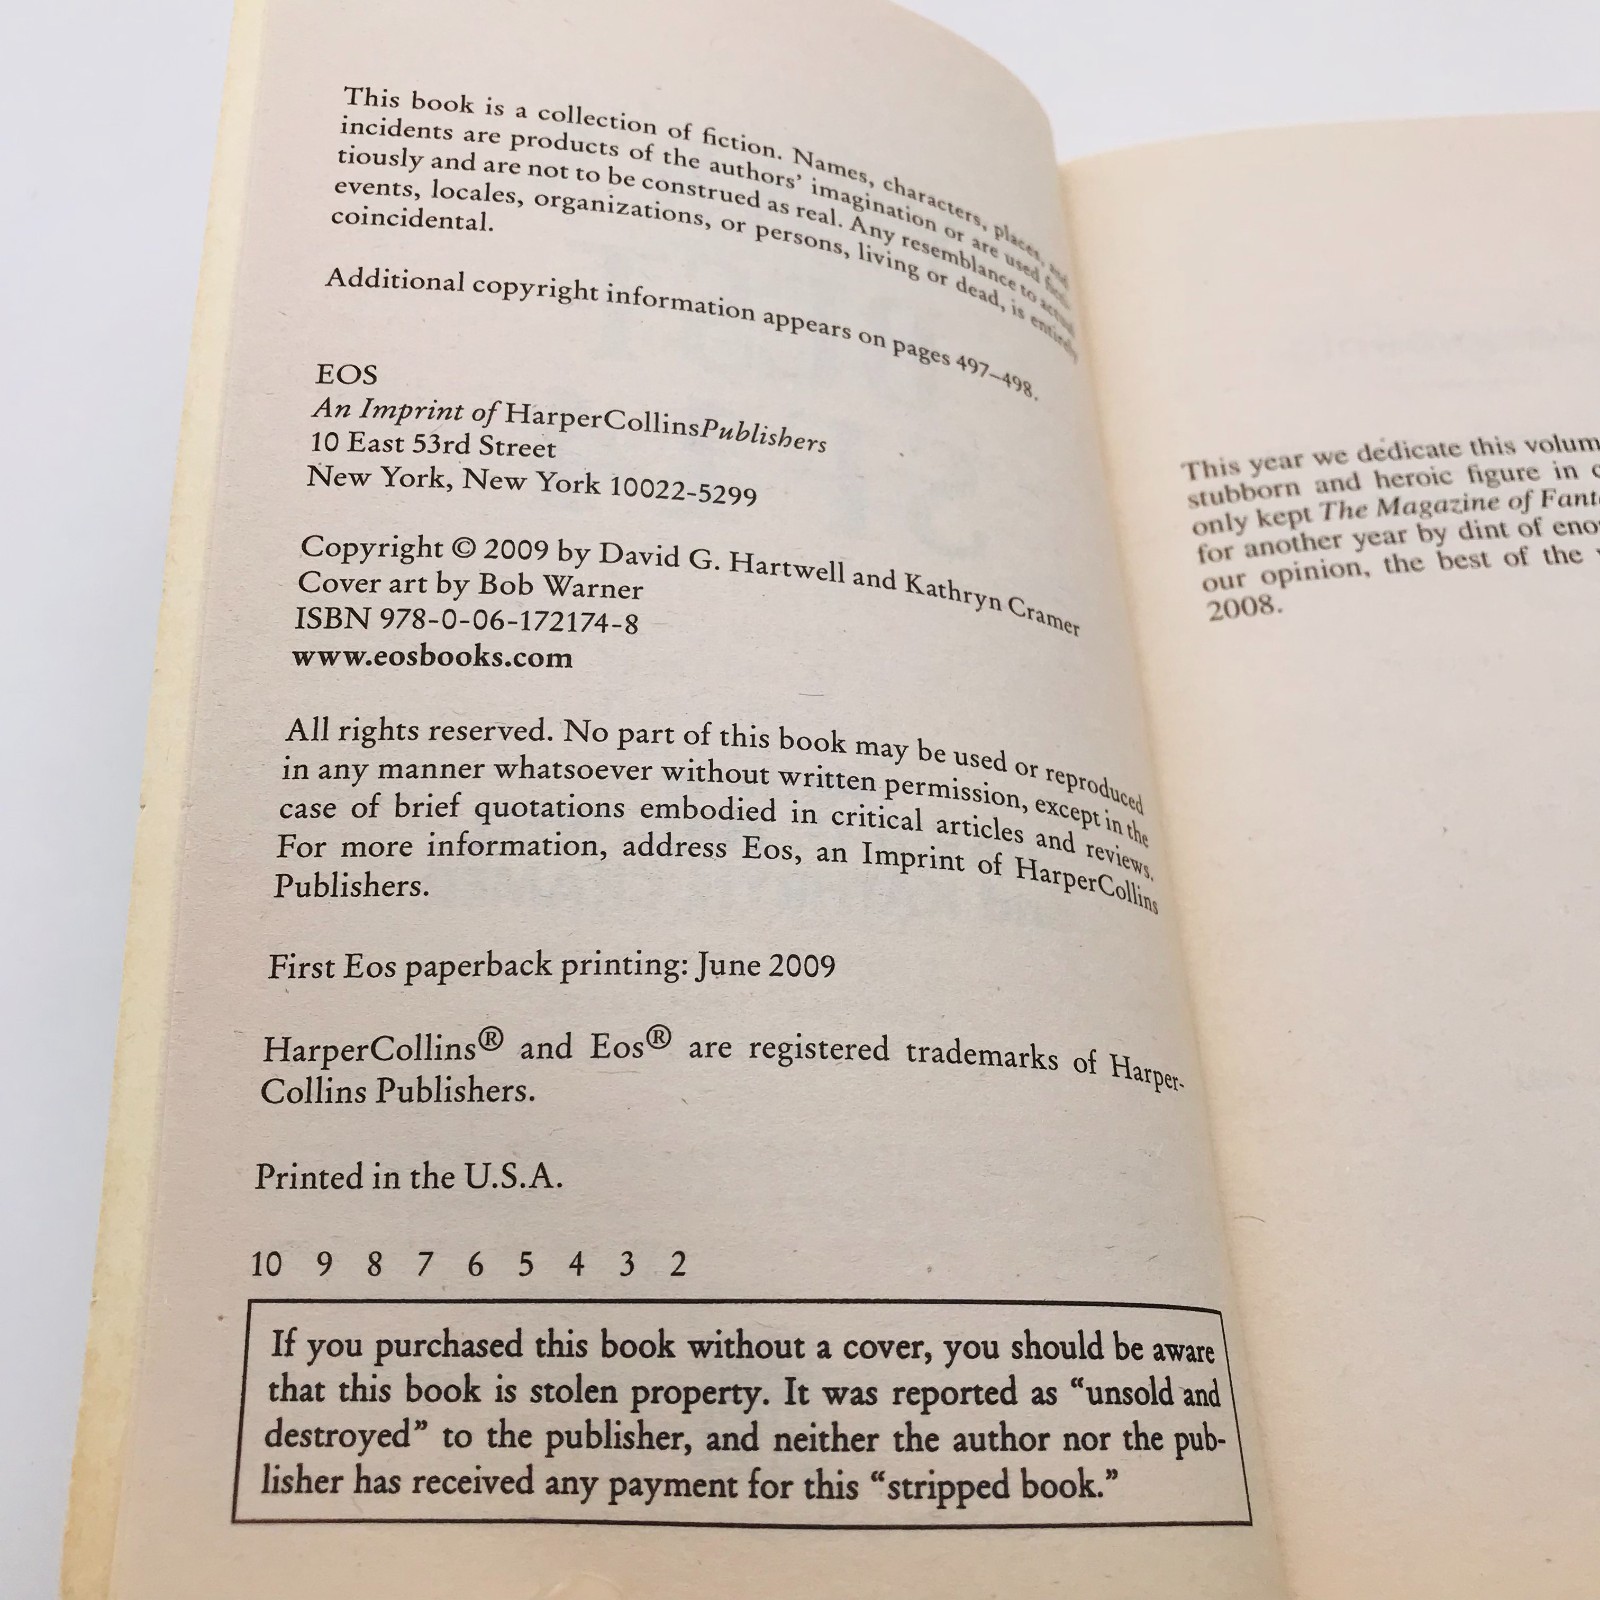 This book is a collection of fiction. Names, characters, places, and
incidents are products of the authors' imagination or are used ficti-
tiously and are not to be construed as real. Any resemblance to actual
events, locales, organizations, or persons, living or dead, is entirely
coincidental.
Additional copyright information appears on pages 497–498.
EOS
An Imprint of HarperCollinsPublishers
10 East 53rd Street
New York, New York 10022-5299
Copyright © 2009 by David G. Hartwell and Kathryn Cramer
Cover art by Bob Warner
ISBN 978-0-06-172174-8
www.eosbooks.com
All rights reserved. No part of this book may be used or reproduced
in any manner whatsoever without written permission, except in the
case of brief quotations embodied in critical articles and reviews.
For more information, address Eos, an Imprint of HarperCollins
Publishers.
First Eos paperback printing: June 2009
HarperCollins® and Eos® are registered trademarks of Harper-
Collins Publishers.
Printed in the U.S.A.
10 9 8 7 6 5 4 3 2
If you purchased this book without a cover, you should be aware
that this book is stolen property. It was reported as “unsold and
destroyed” to the publisher, and neither the author nor the pub-
lisher has received any payment for this “stripped book.”
This year we dedicate this volum
stubborn and heroic figure in
only kept The Magazine of Fant
for another year by dint of eno
our opinion, the best of the
2008.